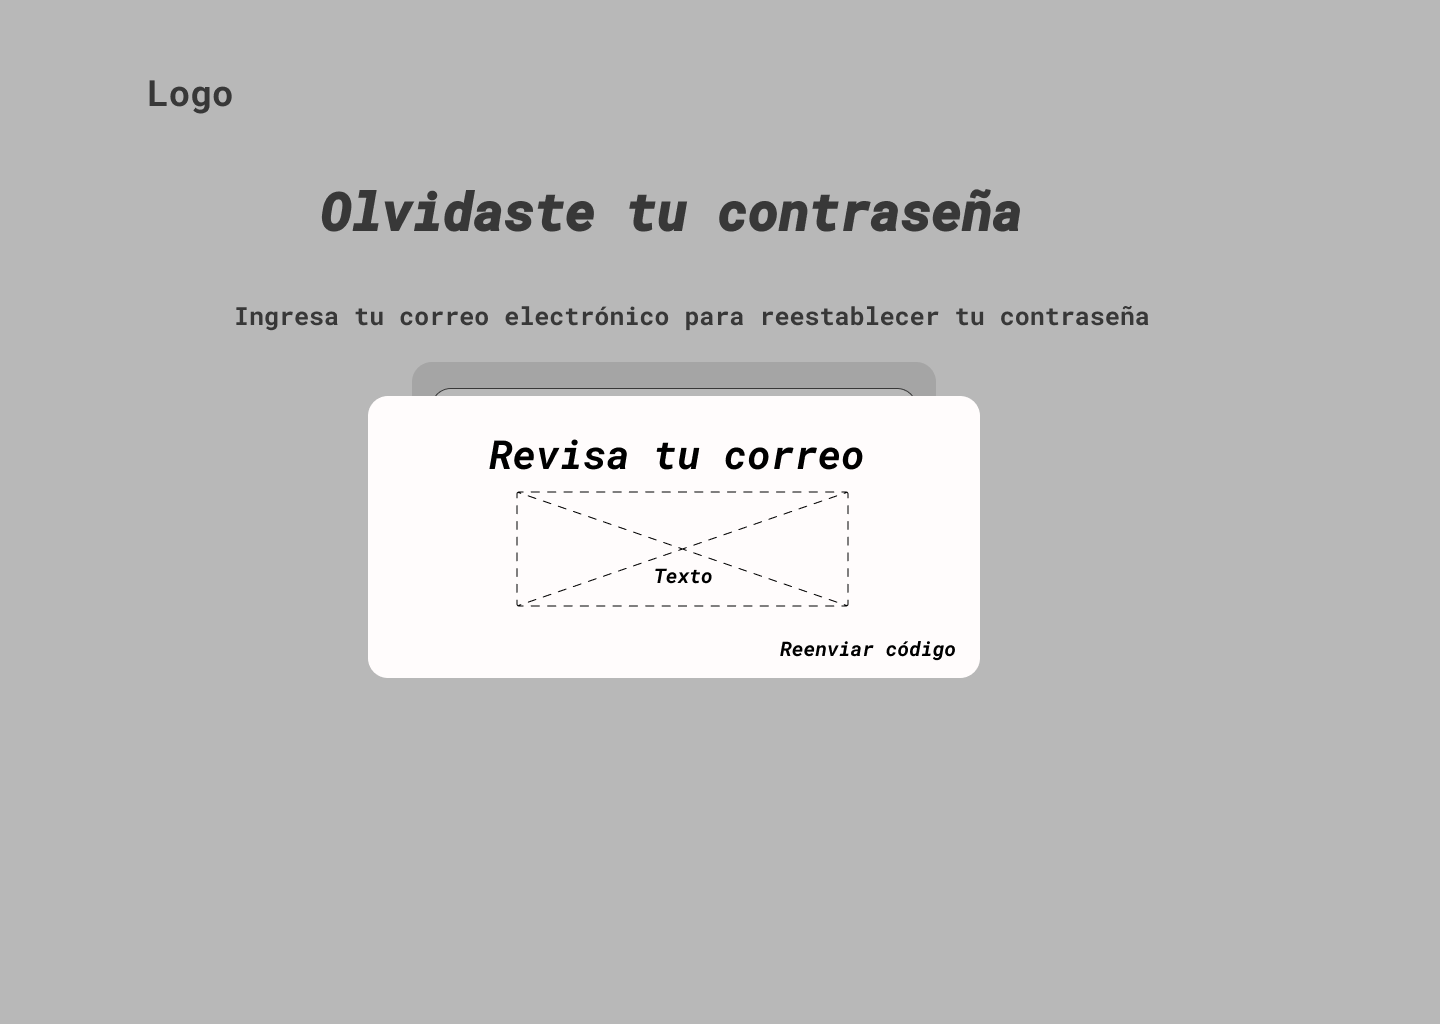 Logo
Olvidaste tu contraseña
Ingresa tu correo electrónico para reestablecer tu contraseña
Revisa tu correo
Texto
Reenviar código